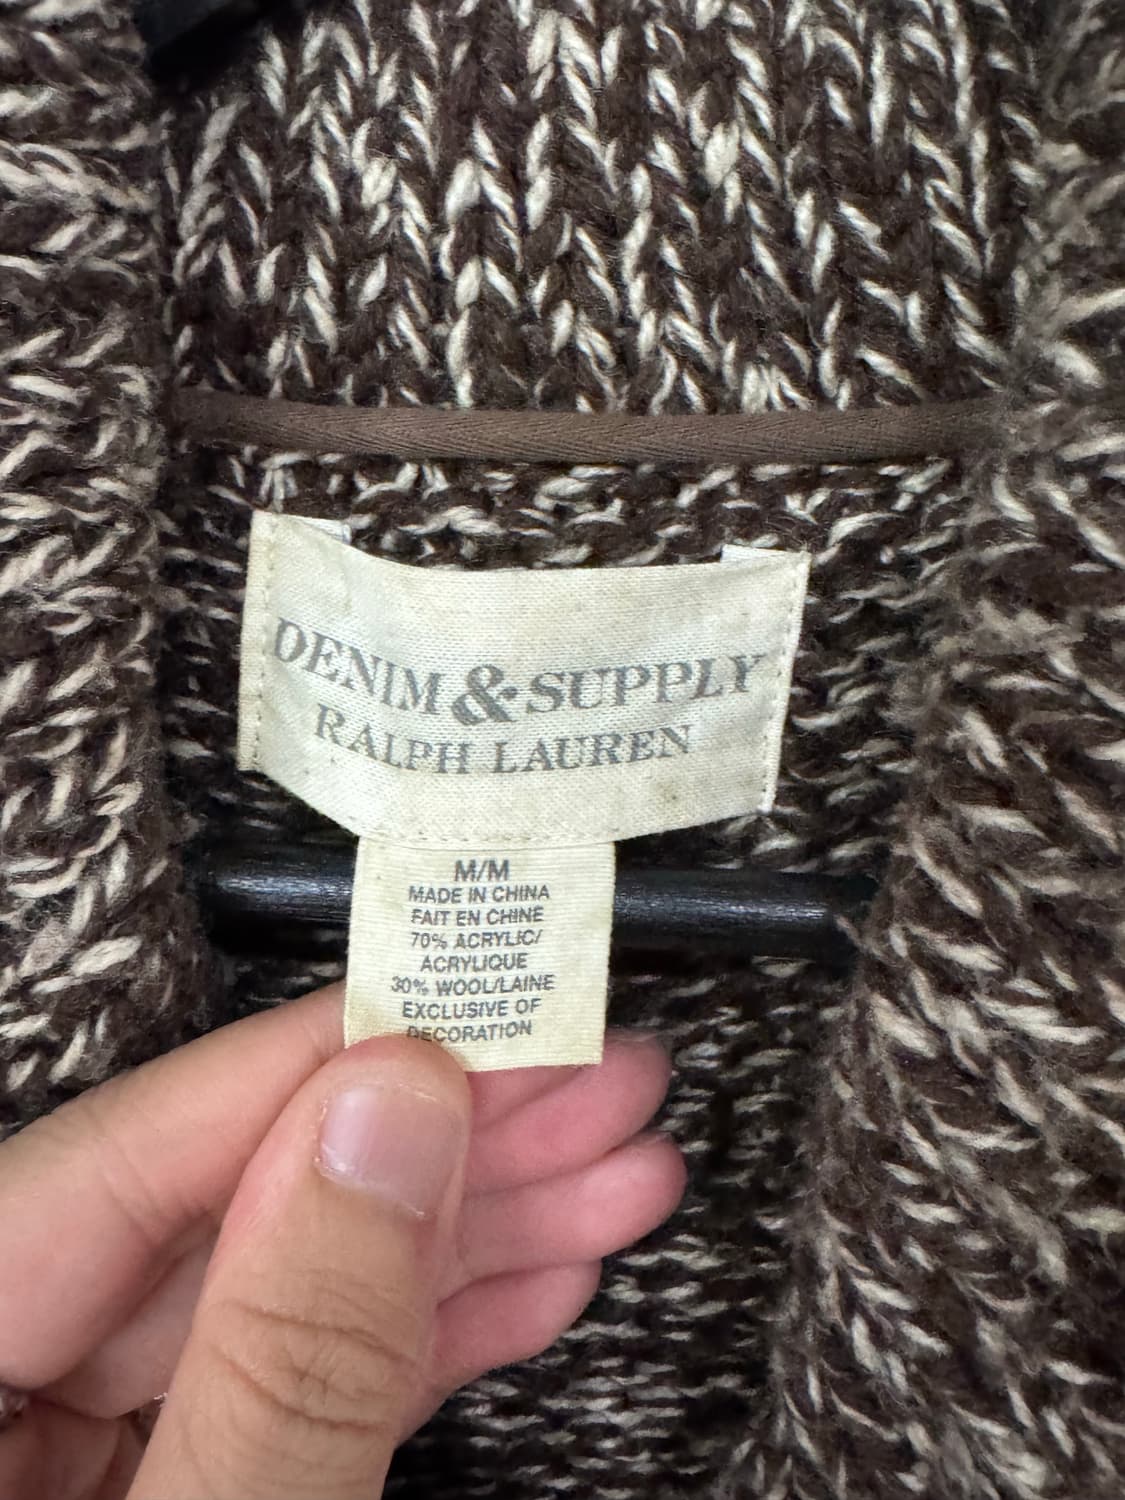 DENIM & SUPPLY
RALPH LAUREN
M/M
MADE IN CHINA
FAIT EN CHINE
70% ACRYLIC/
ACRYLIQUE
30% WOOL/LAINE
EXCLUSIVE OF
DECORATION